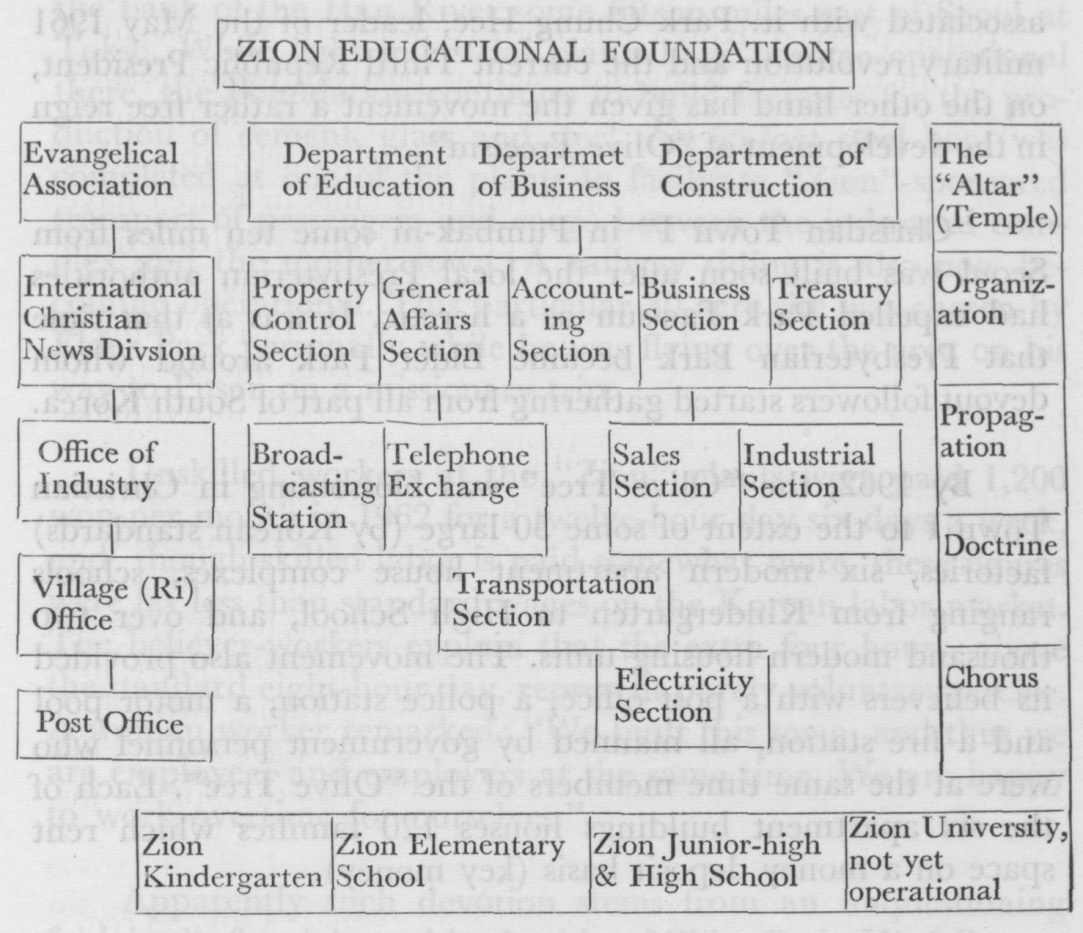 ZION EDUCATIONAL FOUNDATION
Evangelical
Association
Department
of Education
Departmet
of Business
Department of
Construction
The
“Altar”
(Temple)
International
Christian
News Divsion
Property
Control
Section
General
Affairs
Section
Account-
ing
Section
Business
Section
Treasury
Section
Organiz-
ation
Office of
Industry
Broad-
casting
Station
Telephone
Exchange
Sales
Section
Industrial
Section
Propag-
ation
Village (Ri)
Office
Transportation
Section
Doctrine
Post Office
Electricity
Section
Chorus
Zion
Kindergarten
Zion Elementary
School
Zion Junior-high
& High School
Zion University,
not yet
operational